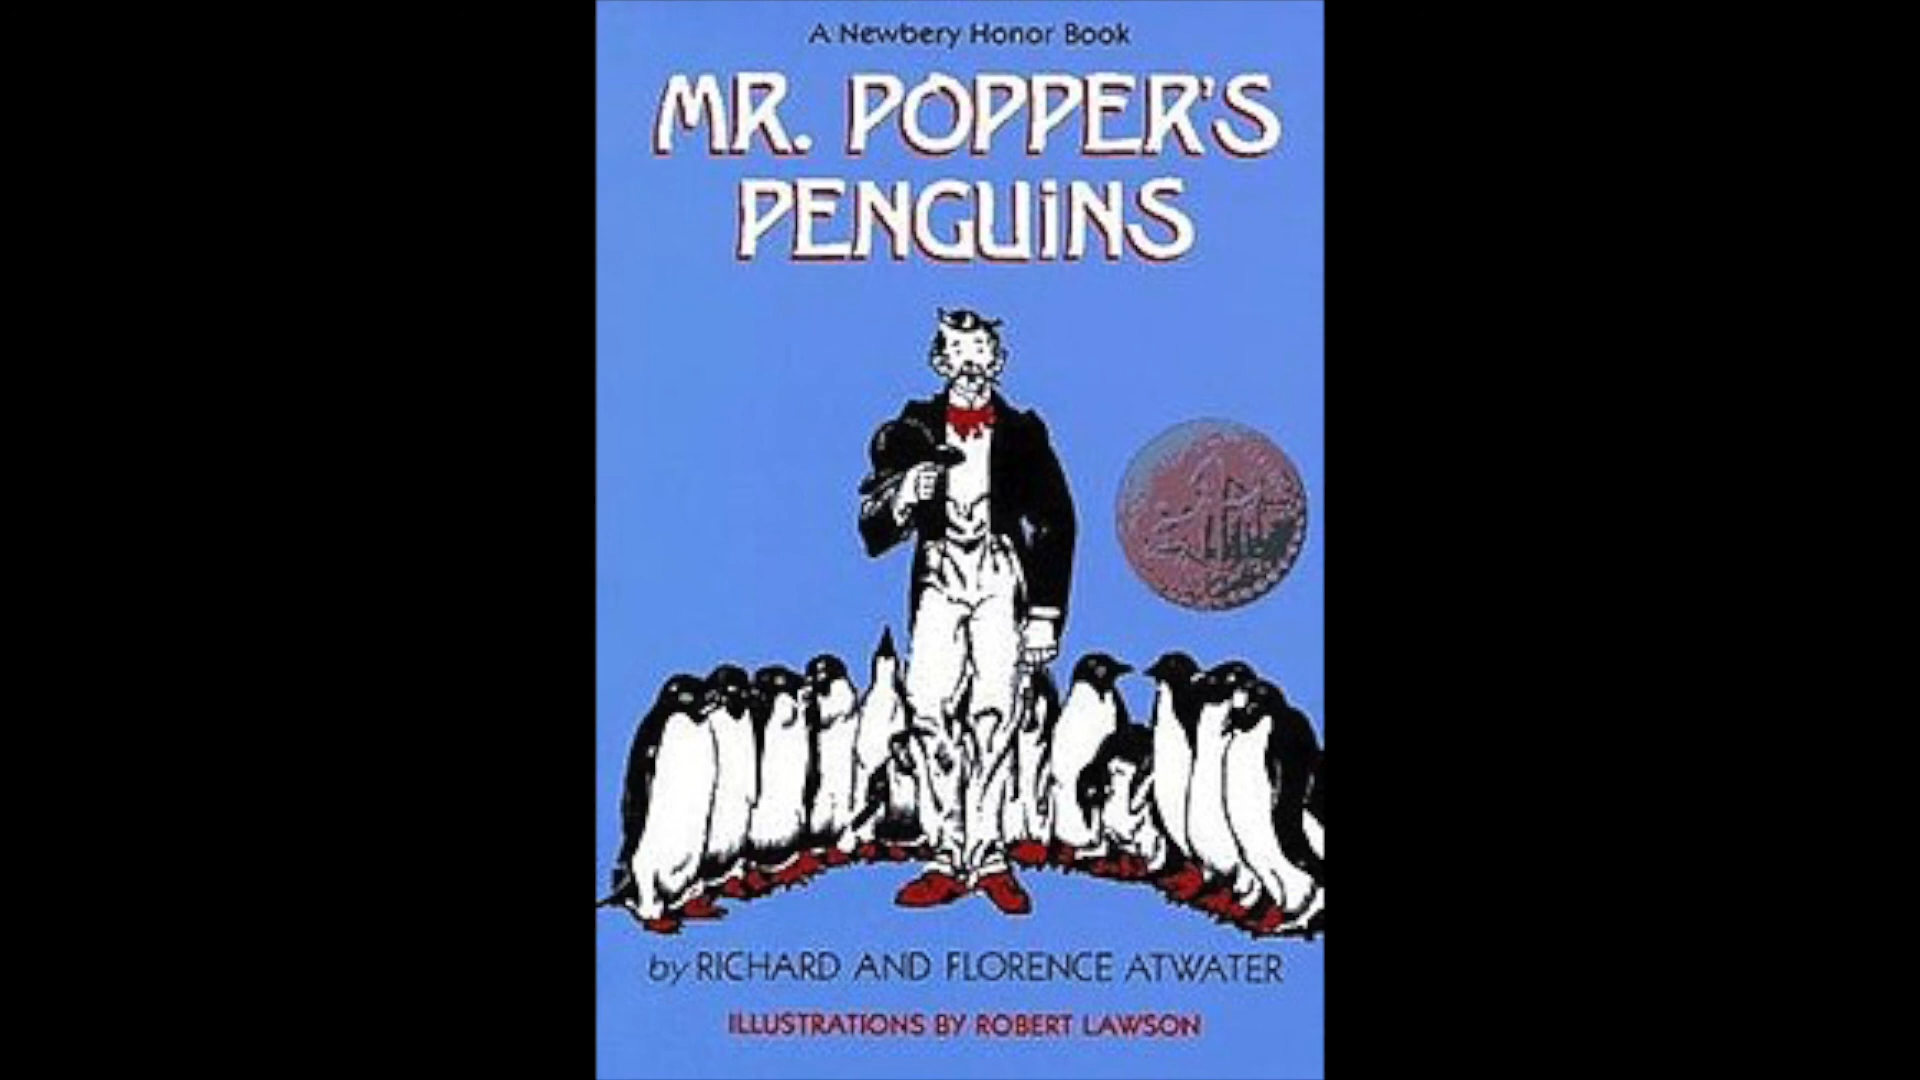 A Newbery Honor Book
MR. POPPER'S
PENGUiNS
by RICHARD AND FLORENCE ATWATER
ILLUSTRATIONS BY ROBERT LAWSON